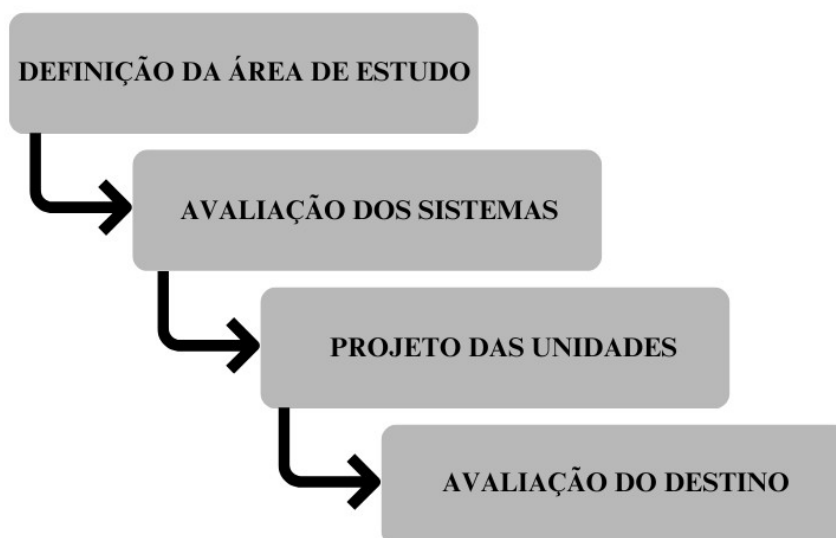 DEFINIÇÃO DA ÁREA DE ESTUDO
AVALIAÇÃO DOS SISTEMAS
PROJETO DAS UNIDADES
AVALIAÇÃO DO DESTINO